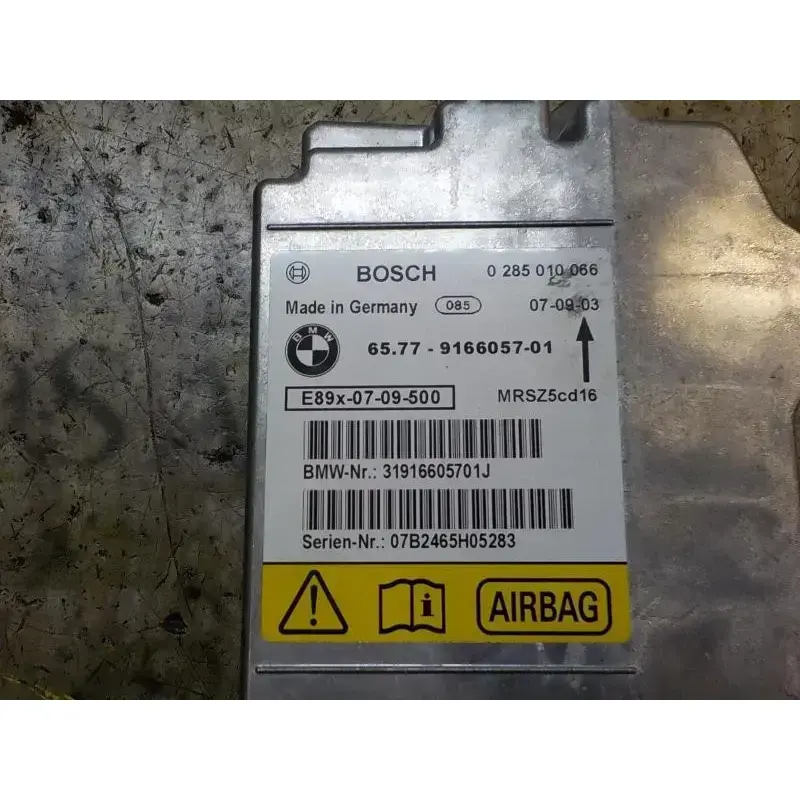 BOSCH 0 285 010 066
Made in Germany 085 07-09-03
BMW 65.77 - 9166057-01
E89x-07-09-500 MRSZ5cd16
BMW-Nr.: 31916605701J
Serien-Nr.: 07B2465H05283
! i AIRBAG